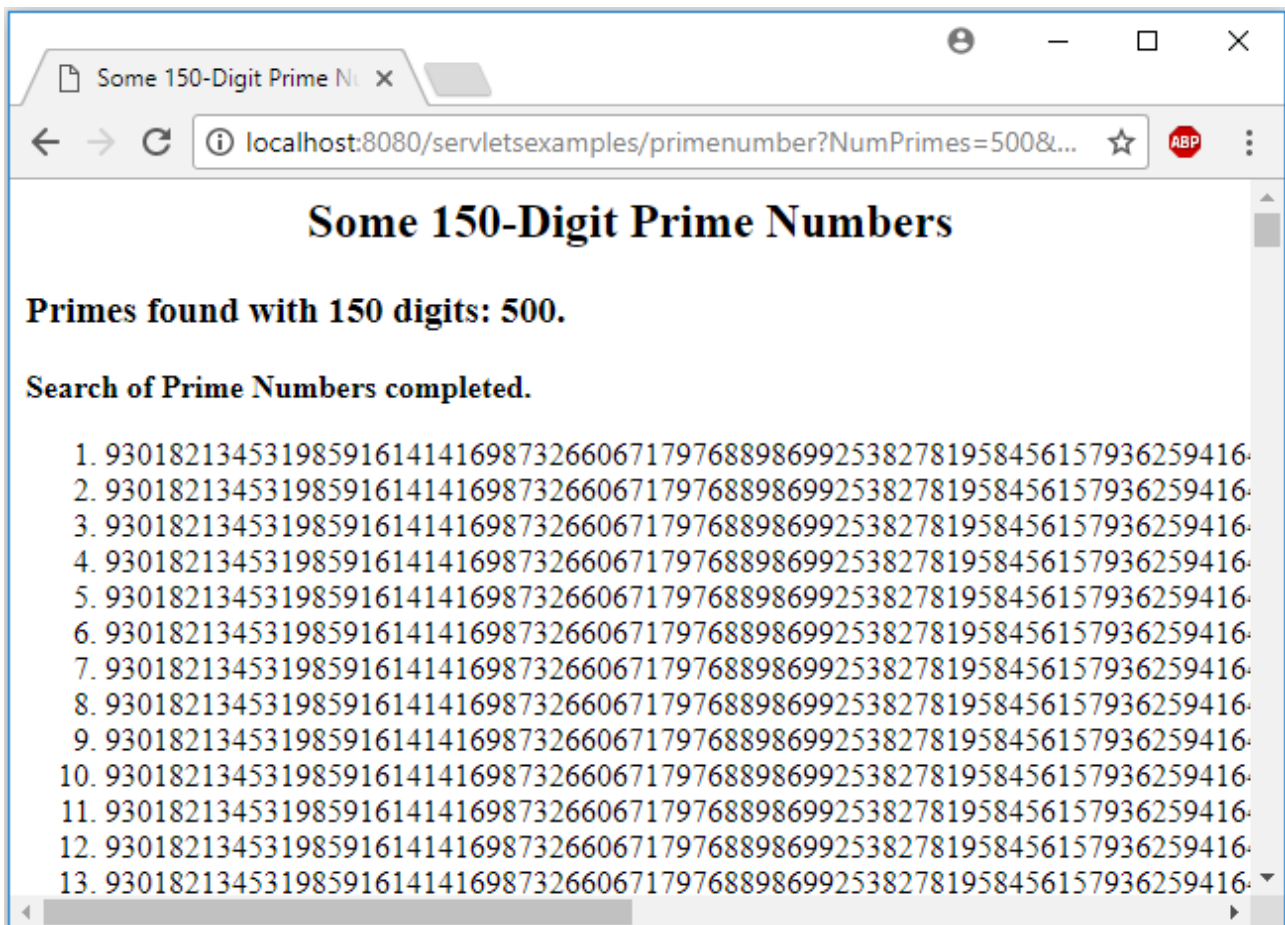 Some 150-Digit Prime Nu
localhost:8080/servletsexamples/primenumber?NumPrimes=500&...
ABP
Some 150-Digit Prime Numbers
Primes found with 150 digits: 500.
Search of Prime Numbers completed.
1. 930182134531985916141416987326606717976889869925382781958456157936259416
2. 930182134531985916141416987326606717976889869925382781958456157936259416
3. 930182134531985916141416987326606717976889869925382781958456157936259416
4. 930182134531985916141416987326606717976889869925382781958456157936259416
5. 930182134531985916141416987326606717976889869925382781958456157936259416
6. 930182134531985916141416987326606717976889869925382781958456157936259416
7. 930182134531985916141416987326606717976889869925382781958456157936259416
8. 930182134531985916141416987326606717976889869925382781958456157936259416
9. 930182134531985916141416987326606717976889869925382781958456157936259416
10. 930182134531985916141416987326606717976889869925382781958456157936259416
11. 930182134531985916141416987326606717976889869925382781958456157936259416
12. 930182134531985916141416987326606717976889869925382781958456157936259416
13. 930182134531985916141416987326606717976889869925382781958456157936259416